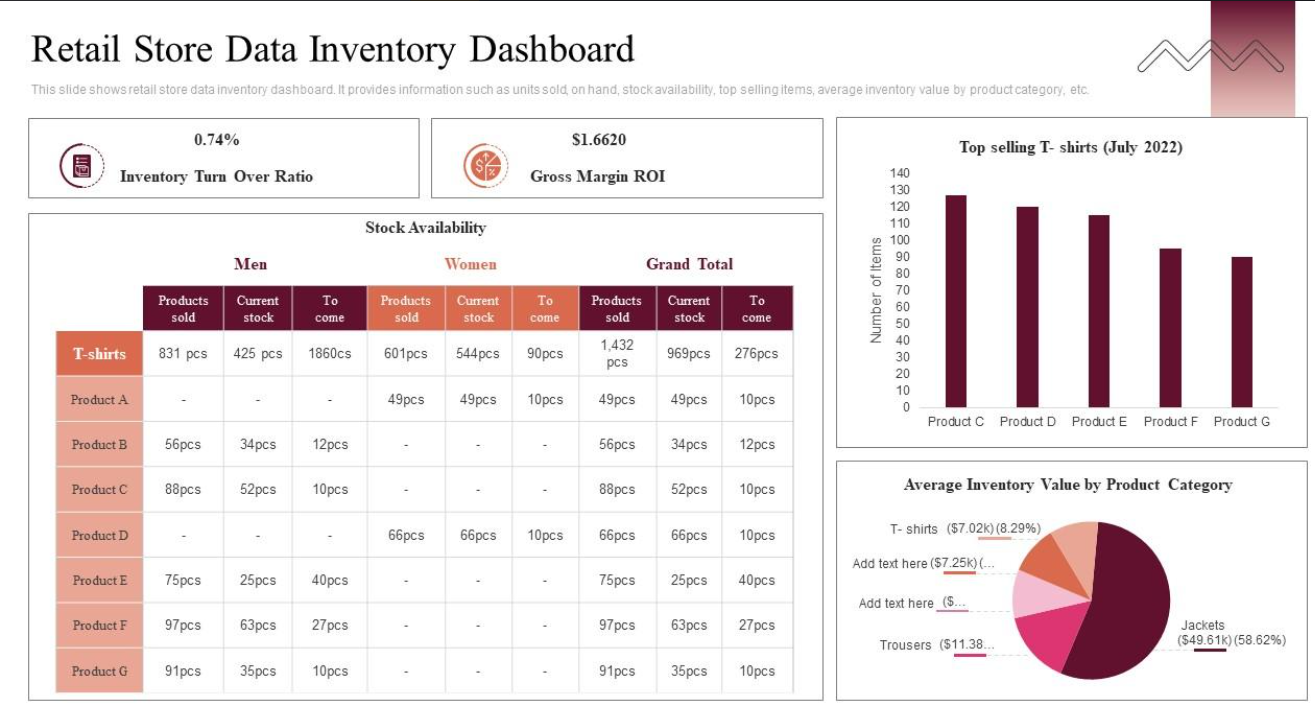 Retail Store Data Inventory Dashboard
This slide shows retail store data inventory dashboard. It provides information such as units sold, on hand, stock availability, top selling items, average inventory value by product category, etc.
0.74%
Inventory Turn Over Ratio
$1.6620
Gross Margin ROI
Stock Availability
Men Women Grand Total
Products sold Current stock To come Products sold Current stock To come Products sold Current stock To come
T-shirts 831 pcs 425 pcs 1860cs 601pcs 544pcs 90pcs 1,432 pcs 969pcs 276pcs
Product A - - - 49pcs 49pcs 10pcs 49pcs 49pcs 10pcs
Product B 56pcs 34pcs 12pcs - - - 56pcs 34pcs 12pcs
Product C 88pcs 52pcs 10pcs - - - 88pcs 52pcs 10pcs
Product D - - - 66pcs 66pcs 10pcs 66pcs 66pcs 10pcs
Product E 75pcs 25pcs 40pcs - - - 75pcs 25pcs 40pcs
Product F 97pcs 63pcs 27pcs - - - 97pcs 63pcs 27pcs
Product G 91pcs 35pcs 10pcs - - - 91pcs 35pcs 10pcs
Top selling T- shirts (July 2022)
Number of Items
140
130
120
110
100
90
80
70
60
50
40
30
20
10
0
Product C Product D Product E Product F Product G
Average Inventory Value by Product Category
T- shirts ($7.02k) (8.29%)
Add text here ($7.25k) (...
Add text here ($...
Trousers ($11.38...
Jackets
($49.61k) (58.62%)